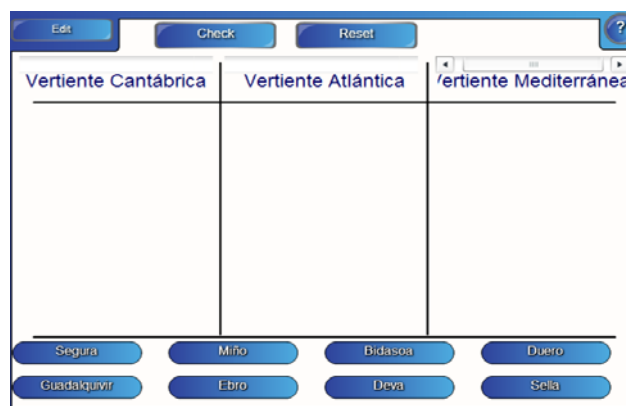 Edit Check Reset ?
Vertiente Cantábrica Vertiente Atlántica /ertiente Mediterránea
Segura Miño Bidasoa Duero
Guadalquivir Ebro Deva Sella